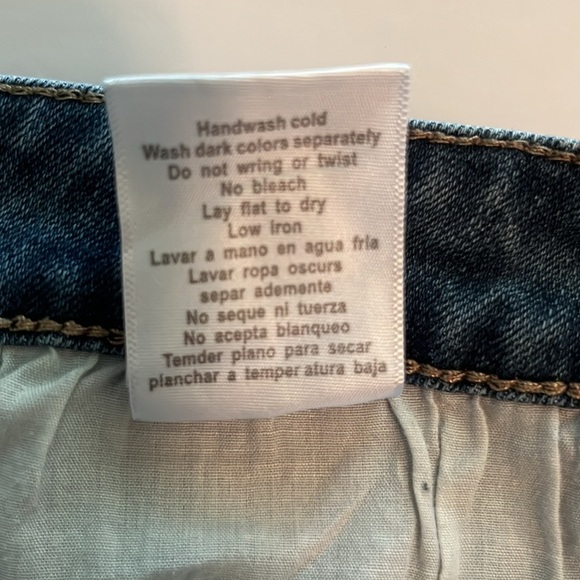 Handwash cold
Wash dark colors separately
Do not wring or twist
No bleach
Lay flat to dry
Low iron
Lavar a mano en agua fria
Lavar ropa oscurs
separ ademente
No seque ni tuerza
No acepta blanqueo
Temder plano para secar
planchar a temper atura baja